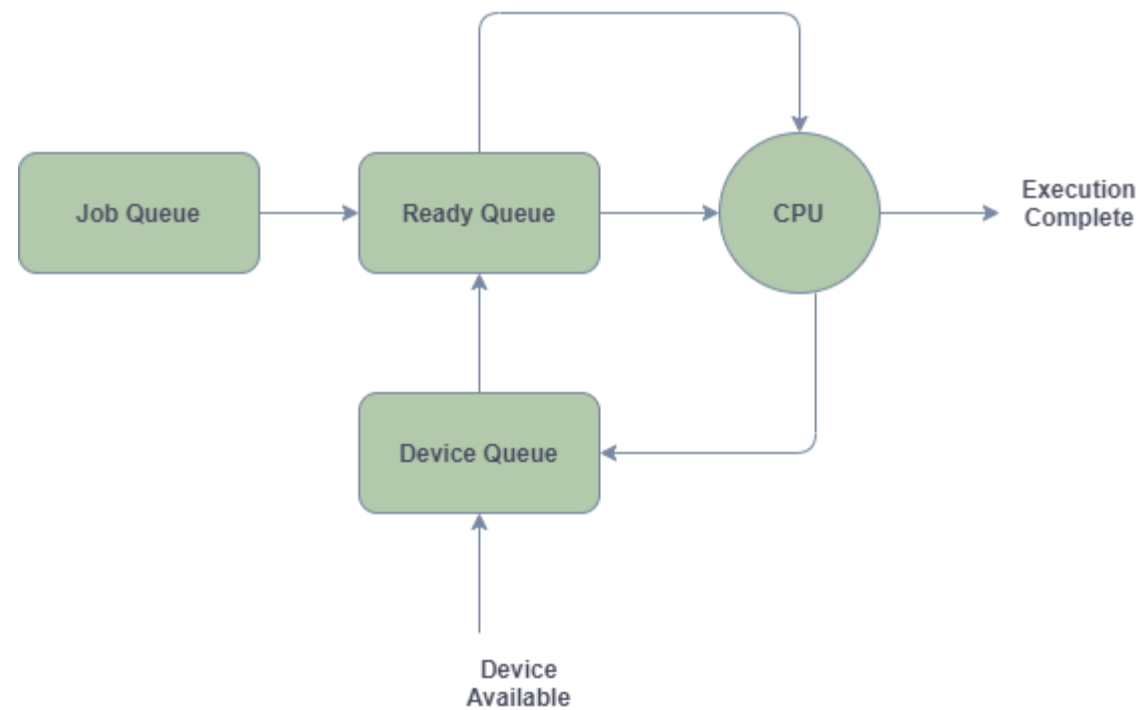 Job Queue
Ready Queue
CPU
Execution
Complete
Device Queue
Device
Available